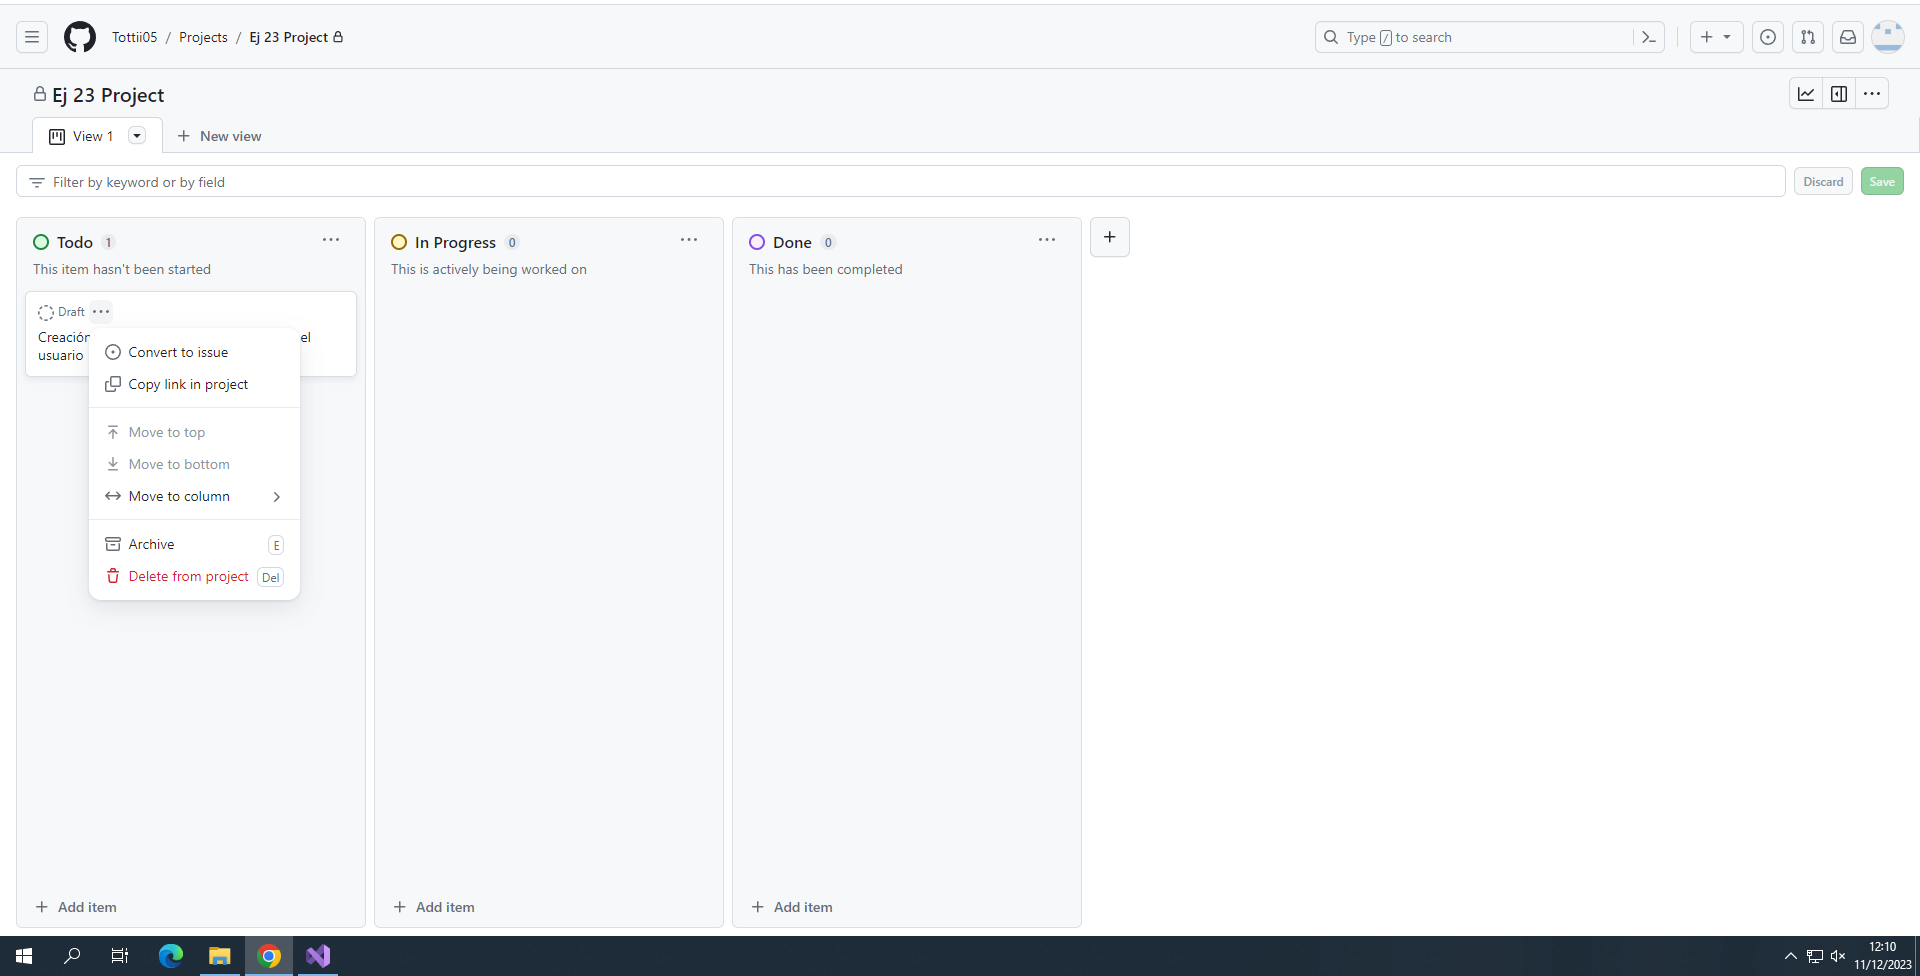 Tottii05 / Projects / Ej 23 Project
Type / to search
Ej 23 Project
View 1
New view
Filter by keyword or by field
Discard
Save
Todo 1
This item hasn't been started
Draft
Creación el
usuario
Convert to issue
Copy link in project
Move to top
Move to bottom
Move to column
Archive E
Delete from project Del
Add item
In Progress 0
This is actively being worked on
Add item
Done 0
This has been completed
Add item
12:10
11/12/2023